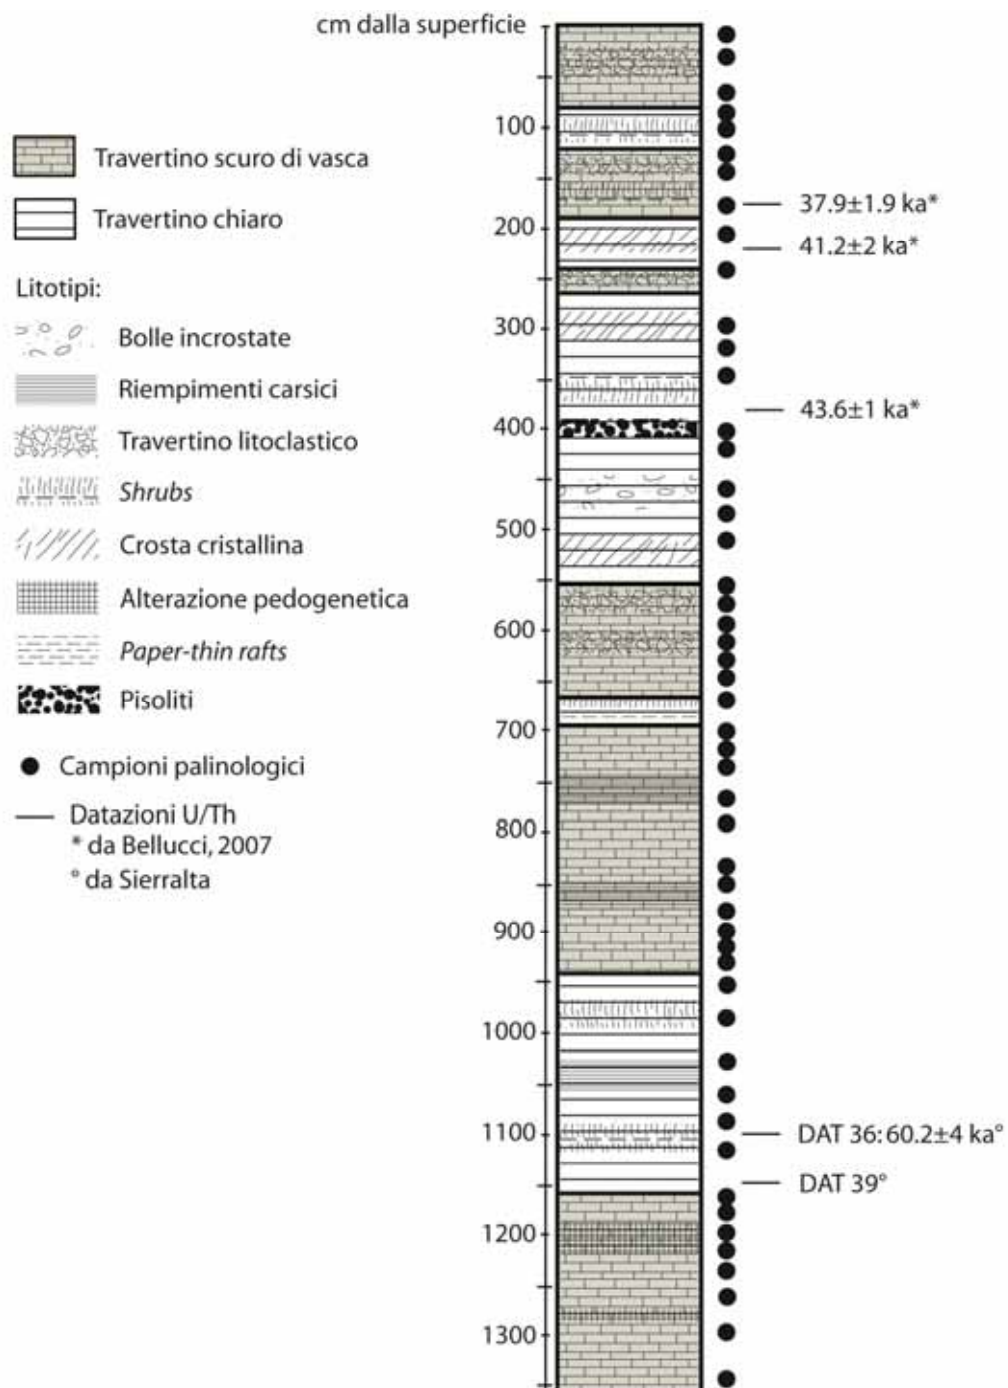 cm dalla superficie
Travertino scuro di vasca
Travertino chiaro
Litotipi:
Bolle incrostate
Riempimenti carsici
Travertino litoclastico
Shrubs
Crosta cristallina
Alterazione pedogenetica
Paper-thin rafts
Pisoliti
Campioni palinologici
Datazioni U/Th
* da Bellucci, 2007
° da Sierralta
100
200
300
400
500
600
700
800
900
1000
1100
1200
1300
37.9±1.9 ka*
41.2±2 ka*
43.6±1 ka*
DAT 36: 60.2±4 ka°
DAT 39°